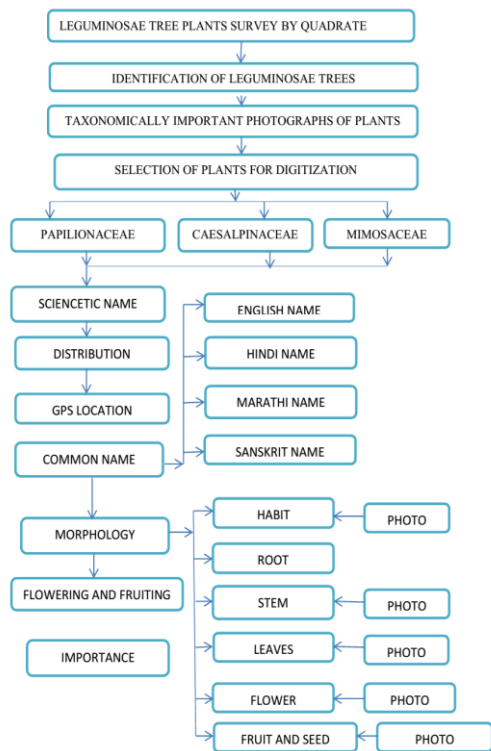 LEGUMINOSAE TREE PLANTS SURVEY BY QUADRATE
IDENTIFICATION OF LEGUMINOSAE TREES
TAXONOMICALLY IMPORTANT PHOTOGRAPHS OF PLANTS
SELECTION OF PLANTS FOR DIGITIZATION
PAPILIONACEAE
CAESALPINACEAE
MIMOSACEAE
SCIENCETIC NAME
DISTRIBUTION
GPS LOCATION
COMMON NAME
ENGLISH NAME
HINDI NAME
MARATHI NAME
SANSKRIT NAME
MORPHOLOGY
FLOWERING AND FRUITING
IMPORTANCE
HABIT
PHOTO
ROOT
STEM
PHOTO
LEAVES
PHOTO
FLOWER
PHOTO
FRUIT AND SEED
PHOTO